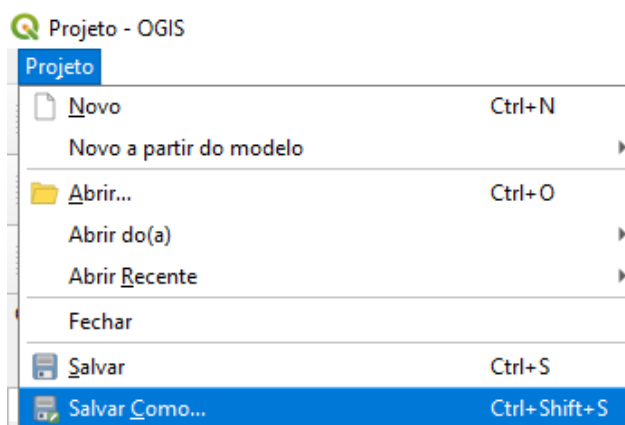 Projeto - QGIS
Projeto
Novo Ctrl+N
Novo a partir do modelo
Abrir... Ctrl+O
Abrir do(a)
Abrir Recente
Fechar
Salvar Ctrl+S
Salvar Como... Ctrl+Shift+S